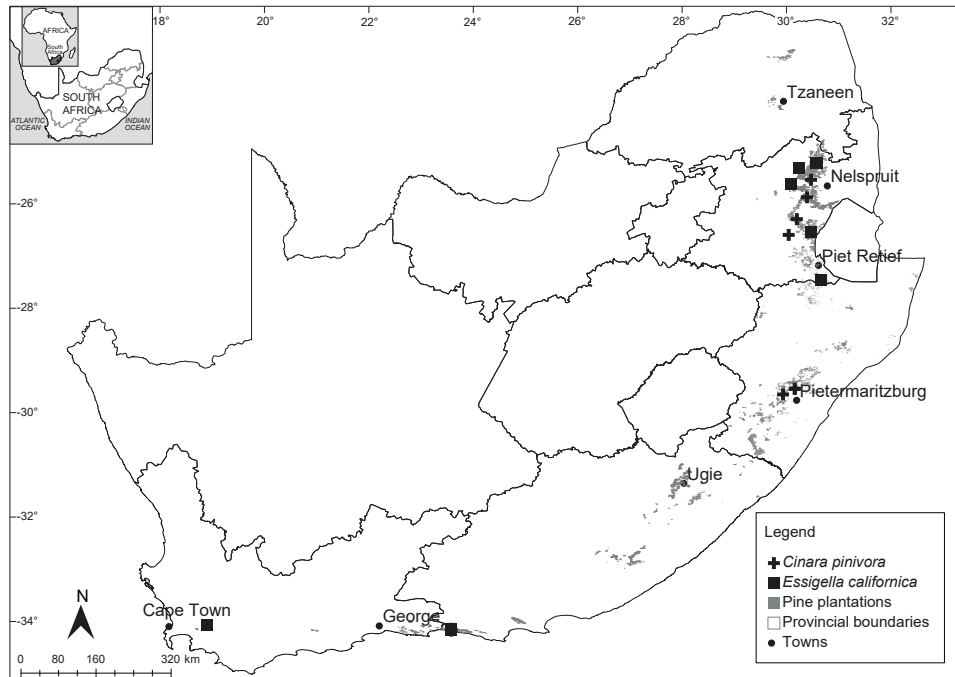 18°
20°
22°
24°
26°
28°
30°
32°
AFRICA
South
Africa
SOUTH
AFRICA
ATLANTIC
OCEAN
INDIAN
OCEAN
Tzaneen
Nelspruit
-26°
Piet Retief
-28°
Pietermaritzburg
-30°
Ugie
-32°
Cape Town
George
-34°
N
0 80 160 320 km
Legend
Cinara pinivora
Essigella californica
Pine plantations
Provincial boundaries
Towns